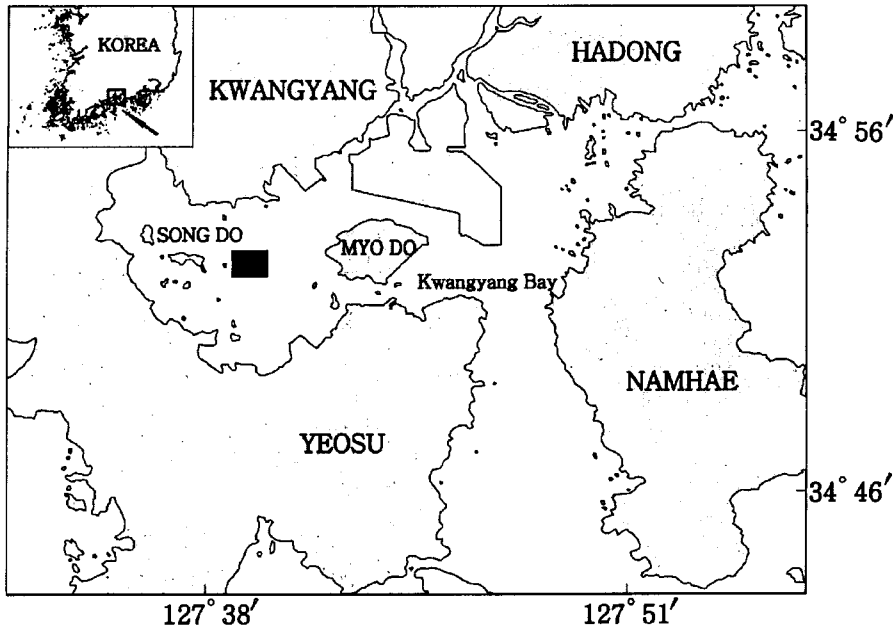 KOREA
HADONG
KWANGYANG
34° 56′
SONG DO
MYO DO
Kwangyang Bay
NAMHAE
YEOSU
34° 46′
127° 38′
127° 51′